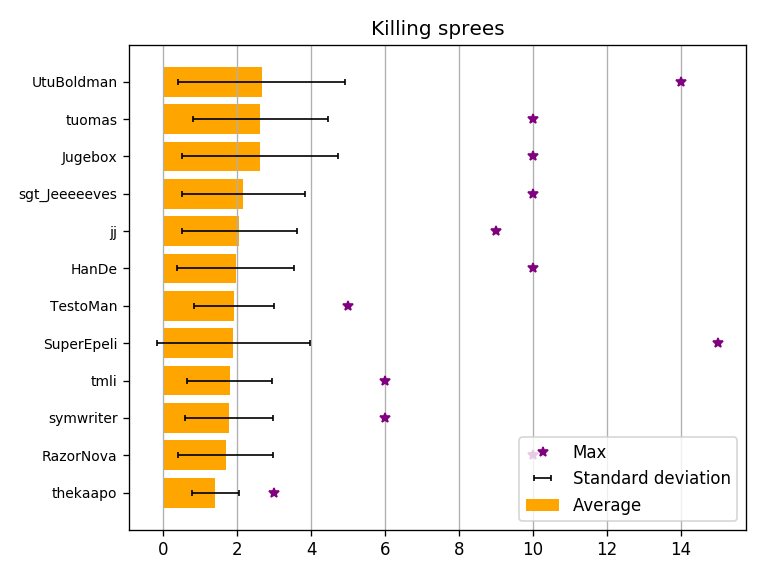 Killing sprees
UtuBoldman
tuomas
Jugebox
sgt_Jeeeeeves
jj
HanDe
TestoMan
SuperEpeli
tmli
symwriter
RazorNova
thekaapo
Max
Standard deviation
Average
0 2 4 6 8 10 12 14